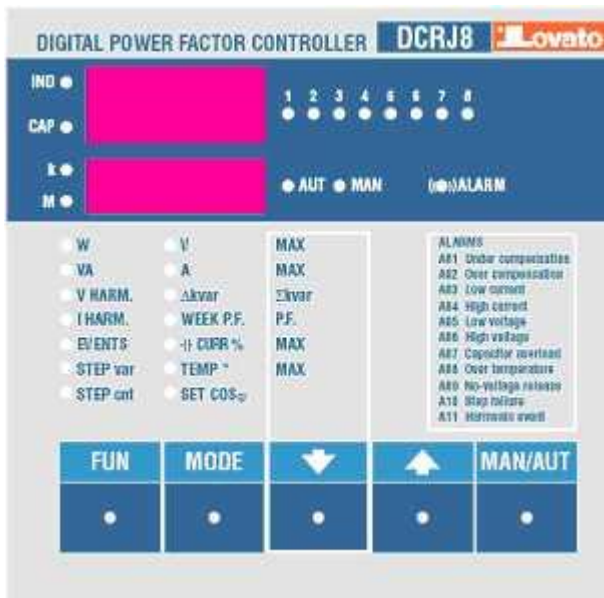 DIGITAL POWER FACTOR CONTROLLER DCRJ8 Lovato
IND
1 2 3 4 5 6 7 8
CAP
k
AUT MAN ALARM
M
W V MAX
VA A MAX
V HARM. Δkvar Σkvar
I HARM. WEEK P.F. P.F.
EVENTS CURR % MAX
STEP var TEMP ° MAX
STEP cnt SET COSφ
ALARMS
A01 Under compensation
A02 Over compensation
A03 Low current
A04 High current
A05 Low voltage
A06 High voltage
A07 Capacitor overload
A08 Over temperature
A09 No-voltage release
A10 Step failure
A11 Harmonic event
FUN MODE MAN/AUT